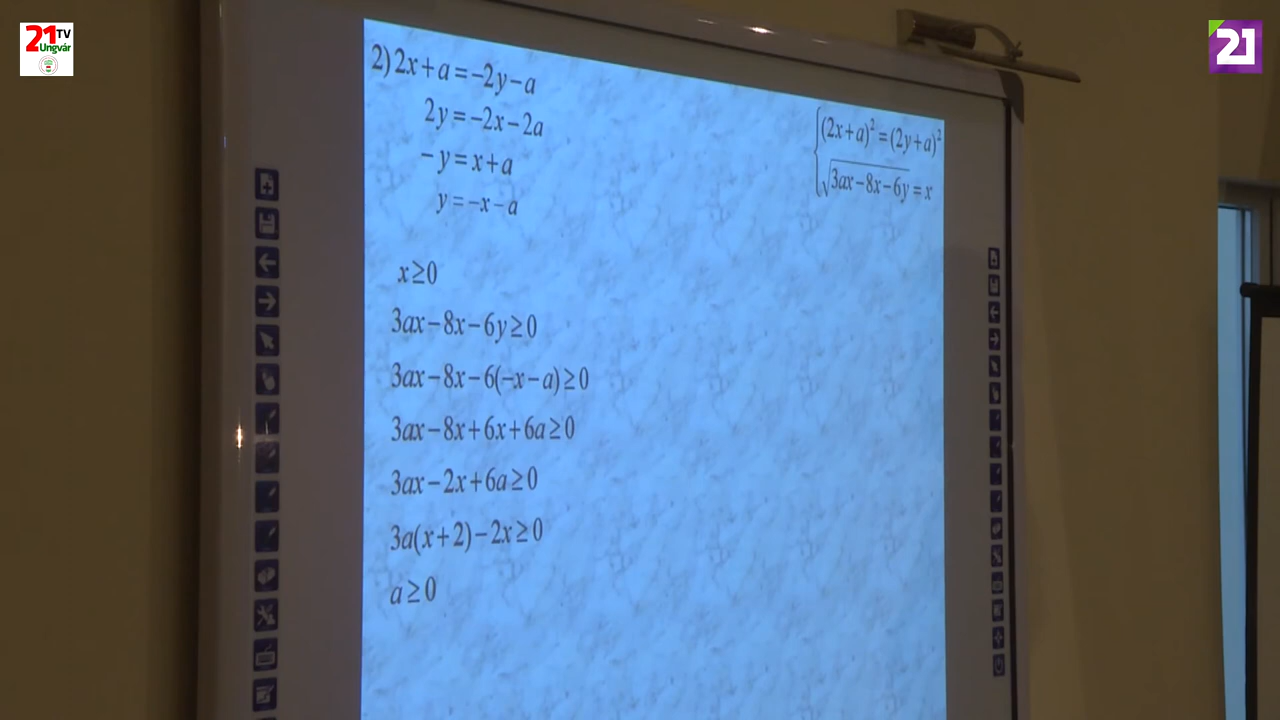 21 TV
Ungvár
21
2) 2x+a=−2y−a
2y=−2x−2a
−y=x+a
y=−x−a
(2x+a)²=(2y+a)²
√(3ax−8x−6y)=x
x≥0
3ax−8x−6y≥0
3ax−8x−6(−x−a)≥0
3ax−8x+6x+6a≥0
3ax−2x+6a≥0
3a(x+2)−2x≥0
a≥0